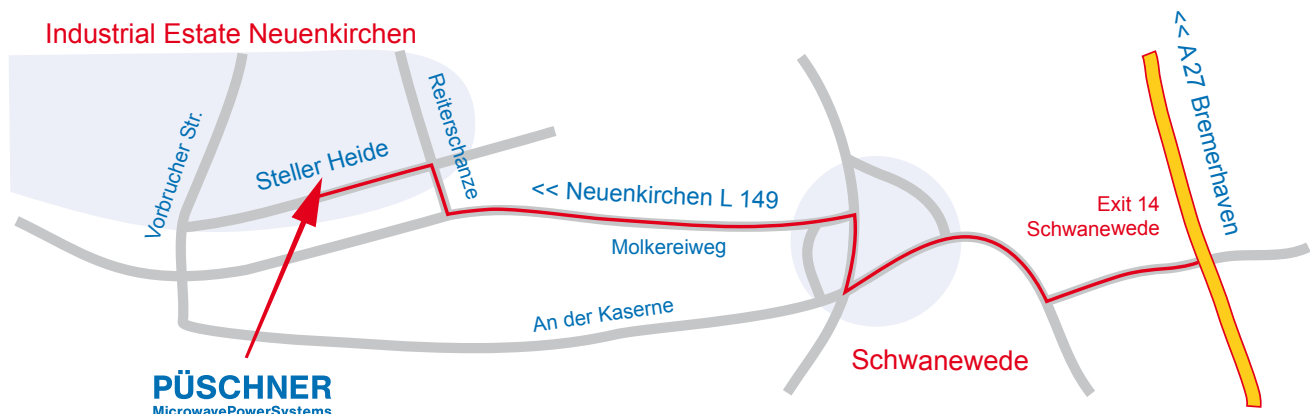 Industrial Estate Neuenkirchen
<< A27 Bremerhaven
Reiterschanze
Vorbrucher Str.
Steller Heide
<< Neuenkirchen L 149
Exit 14
Schwanewede
Molkereiweg
An der Kaserne
Schwanewede
PÜSCHNER
MicrowavePowerSystems